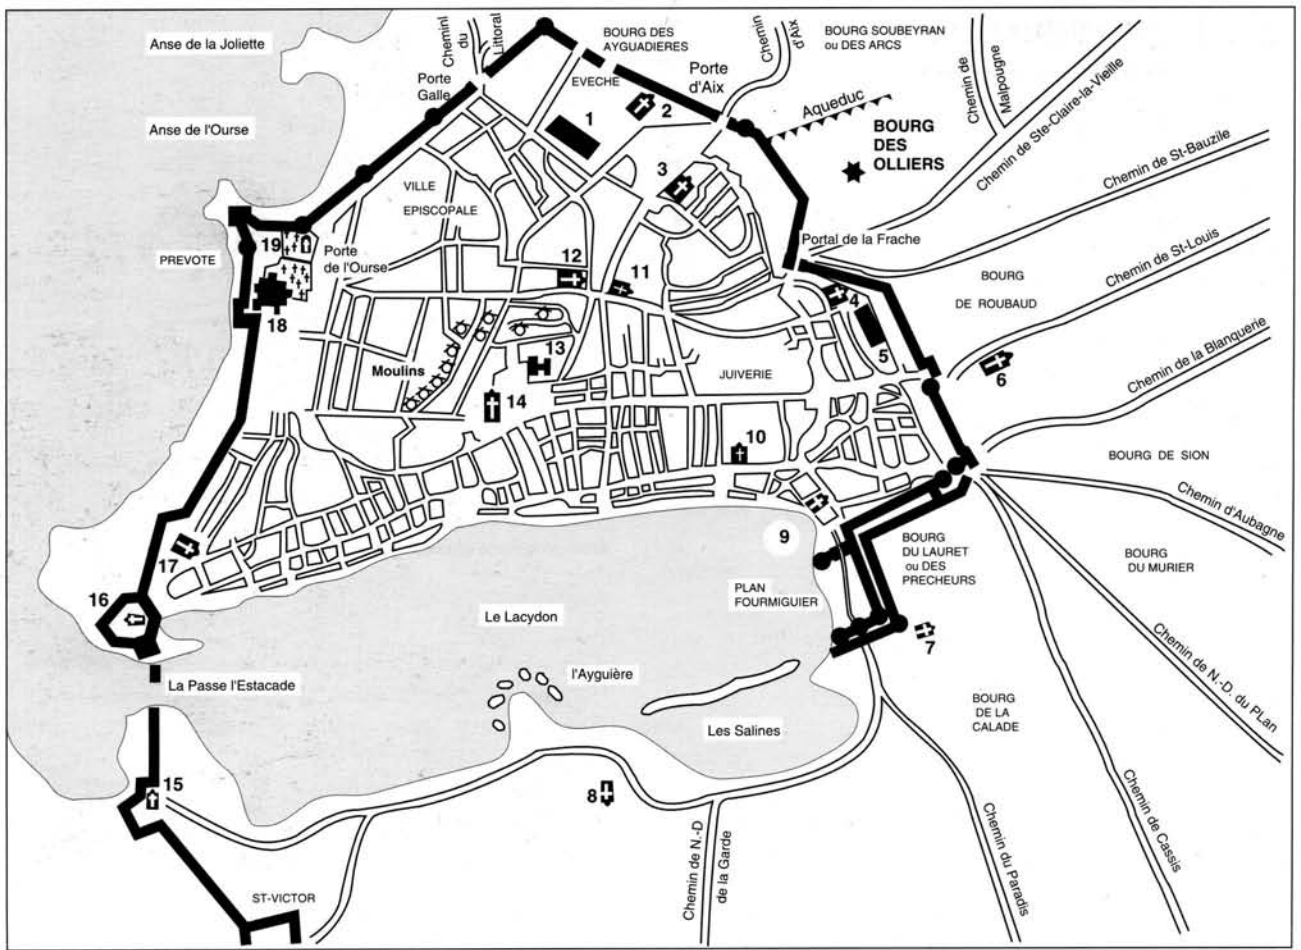 Anse de la Joliette
Cheminl
du
Littoral
BOURG DES
AYGUADIERES
Chemin
d'Aix
BOURG SOUBEYRAN
ou DES ARCS
Chemin de
Malpougne
Chemin de Ste-Claire-la-Vieille
Porte
Galle
EVECHE
Porte
d'Aix
Aqueduc
1
2
Anse de l'Ourse
BOURG
DES
OLLIERS
Chemin de St-Bauzile
3
VILLE
EPISCOPALE
19
Porte
de l'Ourse
PREVOTE
12
11
Portal de la Frache
Chemin de St-Louis
BOURG
DE ROUBAUD
4
18
13
5
Chemin de la Blanquerie
Moulins
JUIVERIE
6
14
10
BOURG DE SION
Chemin d'Aubagne
9
17
BOURG
DU LAURET
ou DES
PRECHEURS
BOURG
DU MURIER
PLAN
FOURMIGUIER
16
Le Lacydon
7
Chemin de N.-D. du PLan
l'Ayguière
La Passe l'Estacade
BOURG
DE LA
CALADE
Les Salines
15
8
Chemin de N.-D
de la Garde
Chemin du Paradis
Chemin de Cassis
ST-VICTOR